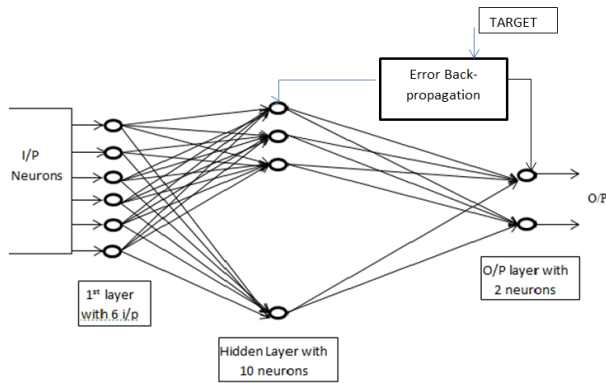 TARGET
Error Back-
propagation
I/P
Neurons
O/P
1st layer
with 6 i/p
O/P layer with
2 neurons
Hidden Layer with
10 neurons